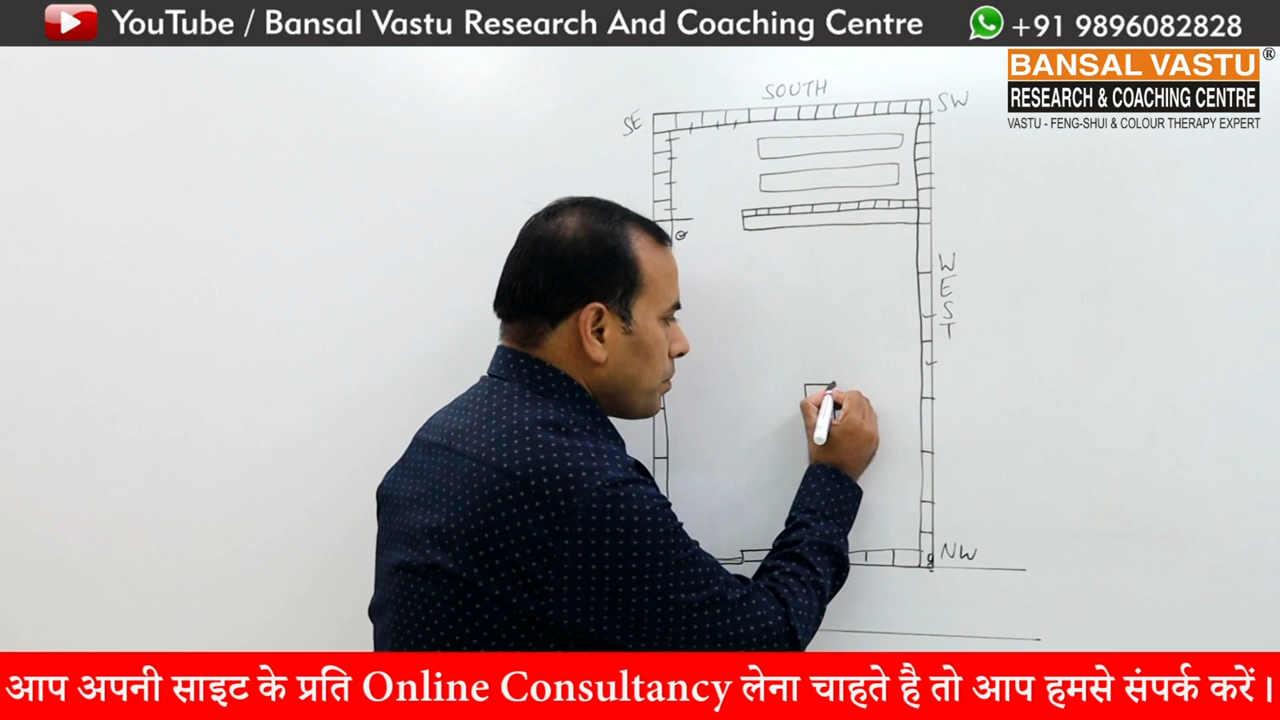 YouTube / Bansal Vastu Research And Coaching Centre
+91 9896082828
BANSAL VASTU ®
RESEARCH & COACHING CENTRE
VASTU - FENG-SHUI & COLOUR THERAPY EXPERT
SOUTH
SE
SW
WEST
NW
आप अपनी साइट के प्रति Online Consultancy लेना चाहते है तो आप हमसे संपर्क करें।